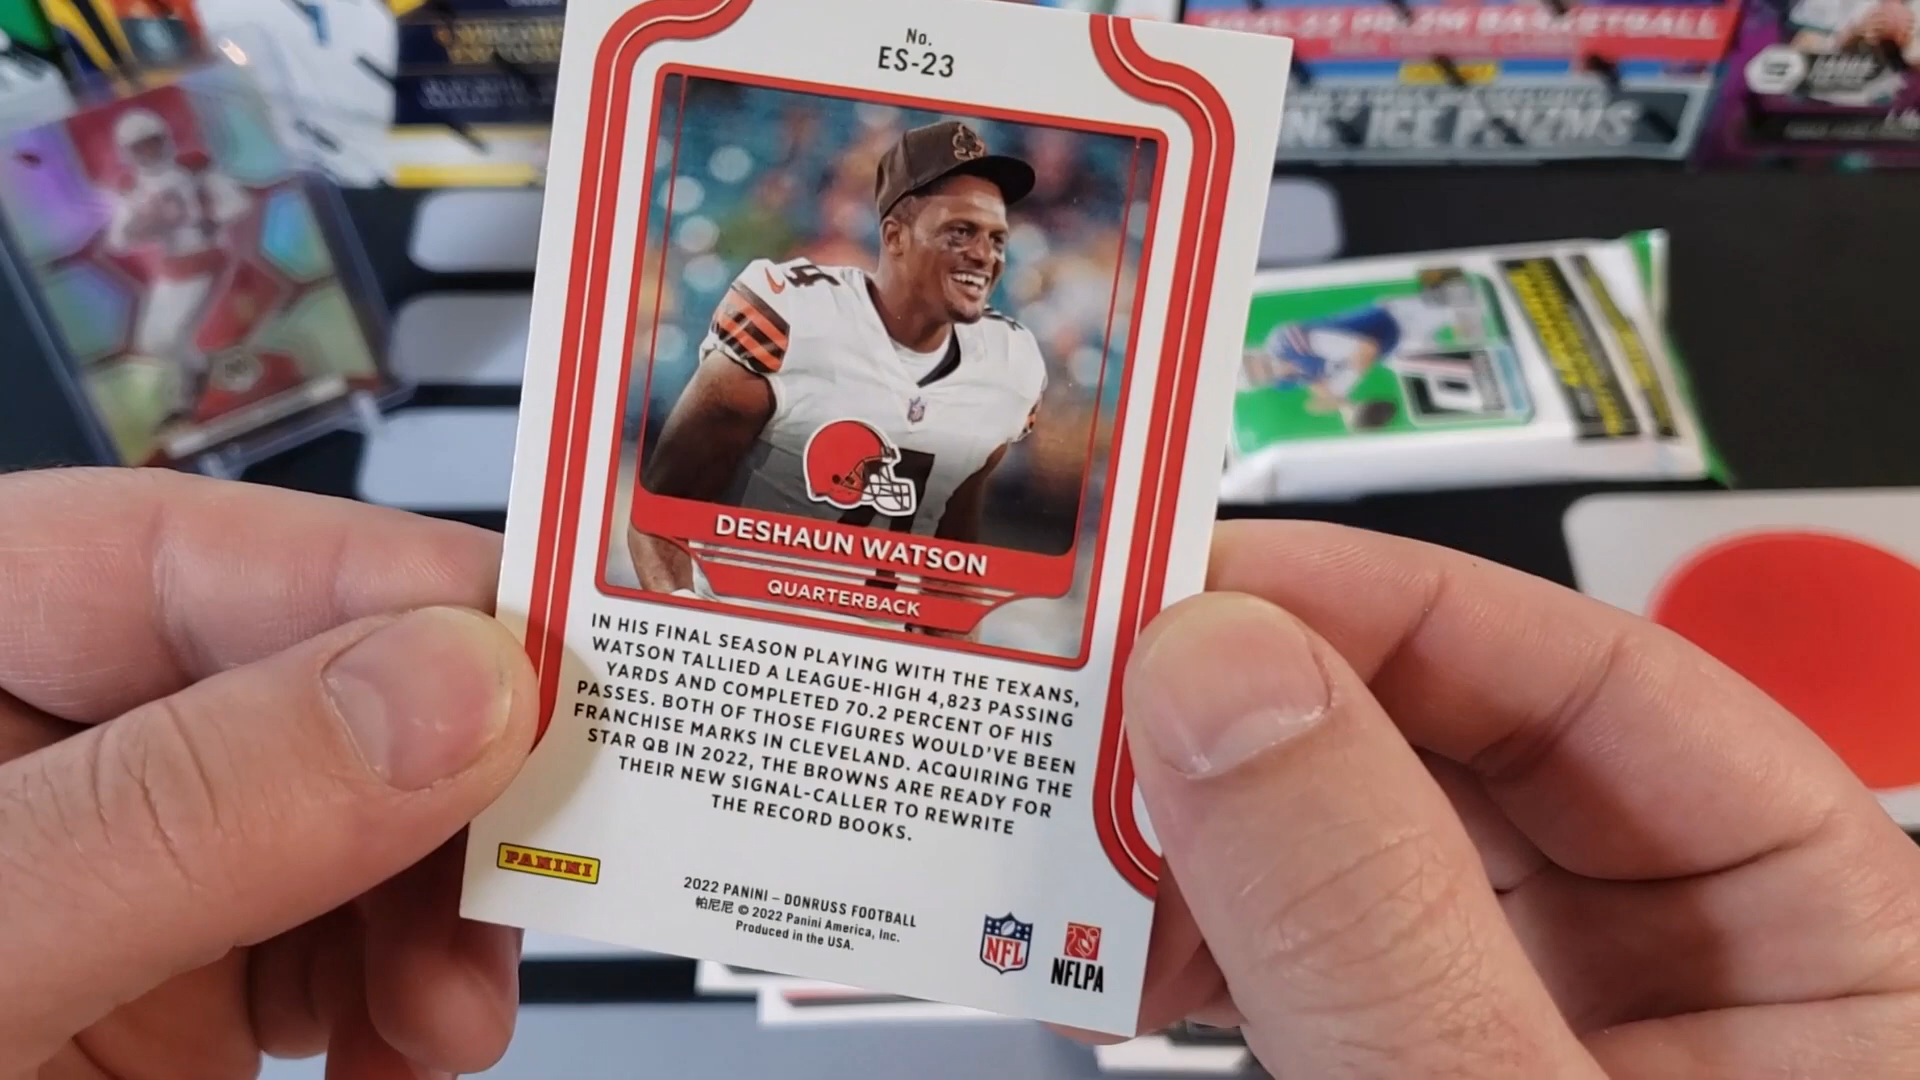 No.
ES-23
DESHAUN WATSON
QUARTERBACK
IN HIS FINAL SEASON PLAYING WITH THE TEXANS,
WATSON TALLIED A LEAGUE-HIGH 4,823 PASSING
YARDS AND COMPLETED 70.2 PERCENT OF HIS
PASSES. BOTH OF THOSE FIGURES WOULD'VE BEEN
FRANCHISE MARKS IN CLEVELAND. ACQUIRING THE
STAR QB IN 2022, THE BROWNS ARE READY FOR
THEIR NEW SIGNAL-CALLER TO REWRITE
THE RECORD BOOKS.
PANINI
2022 PANINI – DONRUSS FOOTBALL
帕尼尼 © 2022 Panini America, Inc.
Produced in the USA.
NFL
NFLPA
PRIZM BASKETBALL
ICE PRIZMS